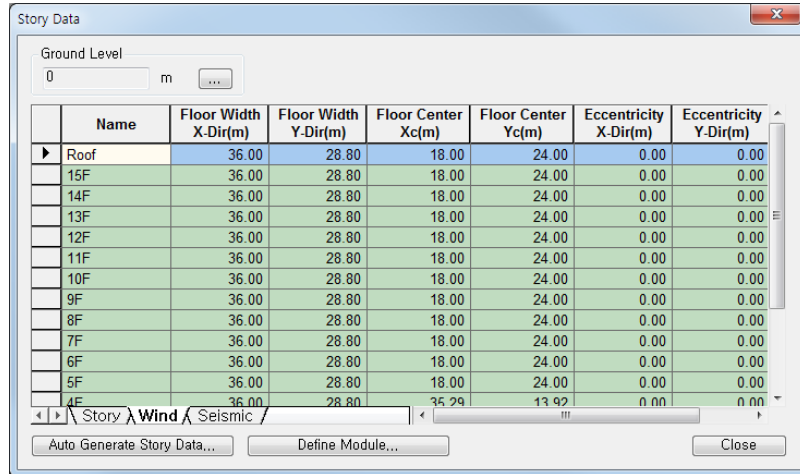 Story Data
Ground Level
0 m ...
Name Floor Width X-Dir(m) Floor Width Y-Dir(m) Floor Center Xc(m) Floor Center Yc(m) Eccentricity X-Dir(m) Eccentricity Y-Dir(m)
Roof 36.00 28.80 18.00 24.00 0.00 0.00
15F 36.00 28.80 18.00 24.00 0.00 0.00
14F 36.00 28.80 18.00 24.00 0.00 0.00
13F 36.00 28.80 18.00 24.00 0.00 0.00
12F 36.00 28.80 18.00 24.00 0.00 0.00
11F 36.00 28.80 18.00 24.00 0.00 0.00
10F 36.00 28.80 18.00 24.00 0.00 0.00
9F 36.00 28.80 18.00 24.00 0.00 0.00
8F 36.00 28.80 18.00 24.00 0.00 0.00
7F 36.00 28.80 18.00 24.00 0.00 0.00
6F 36.00 28.80 18.00 24.00 0.00 0.00
5F 36.00 28.80 18.00 24.00 0.00 0.00
4F 36.00 28.80 35.29 13.92 0.00 0.00
Story Wind Seismic
Auto Generate Story Data... Define Module... Close